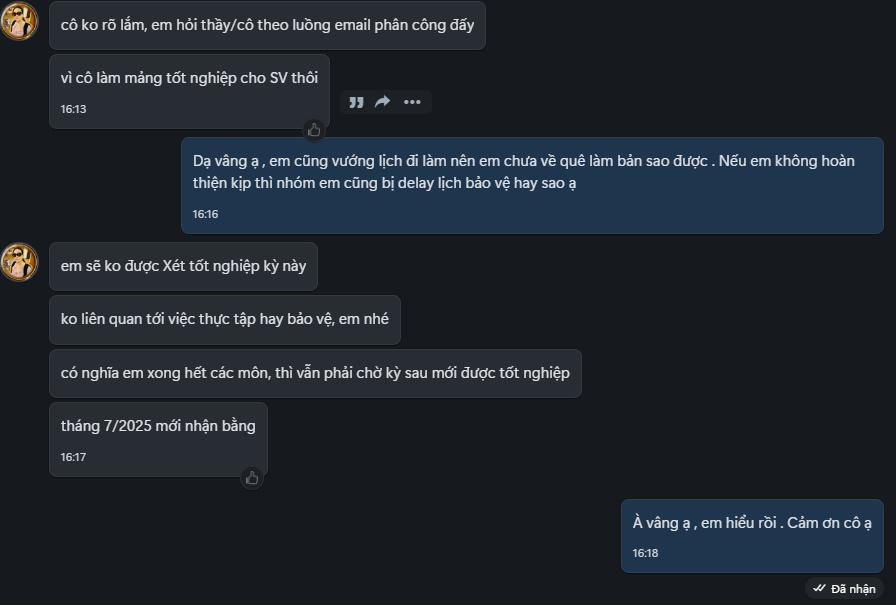 cô ko rõ lắm, em hỏi thầy/cô theo luồng email phân công đấy
vì cô làm mảng tốt nghiệp cho SV thôi
16:13
Dạ vâng ạ , em cũng vướng lịch đi làm nên em chưa về quê làm bản sao được . Nếu em không hoàn
thiện kịp thì nhóm em cũng bị delay lịch bảo vệ hay sao ạ
16:16
em sẽ ko được Xét tốt nghiệp kỳ này
ko liên quan tới việc thực tập hay bảo vệ, em nhé
có nghĩa em xong hết các môn, thì vẫn phải chờ kỳ sau mới được tốt nghiệp
tháng 7/2025 mới nhận bằng
16:17
À vâng ạ , em hiểu rồi . Cảm ơn cô ạ
16:18
Đã nhận